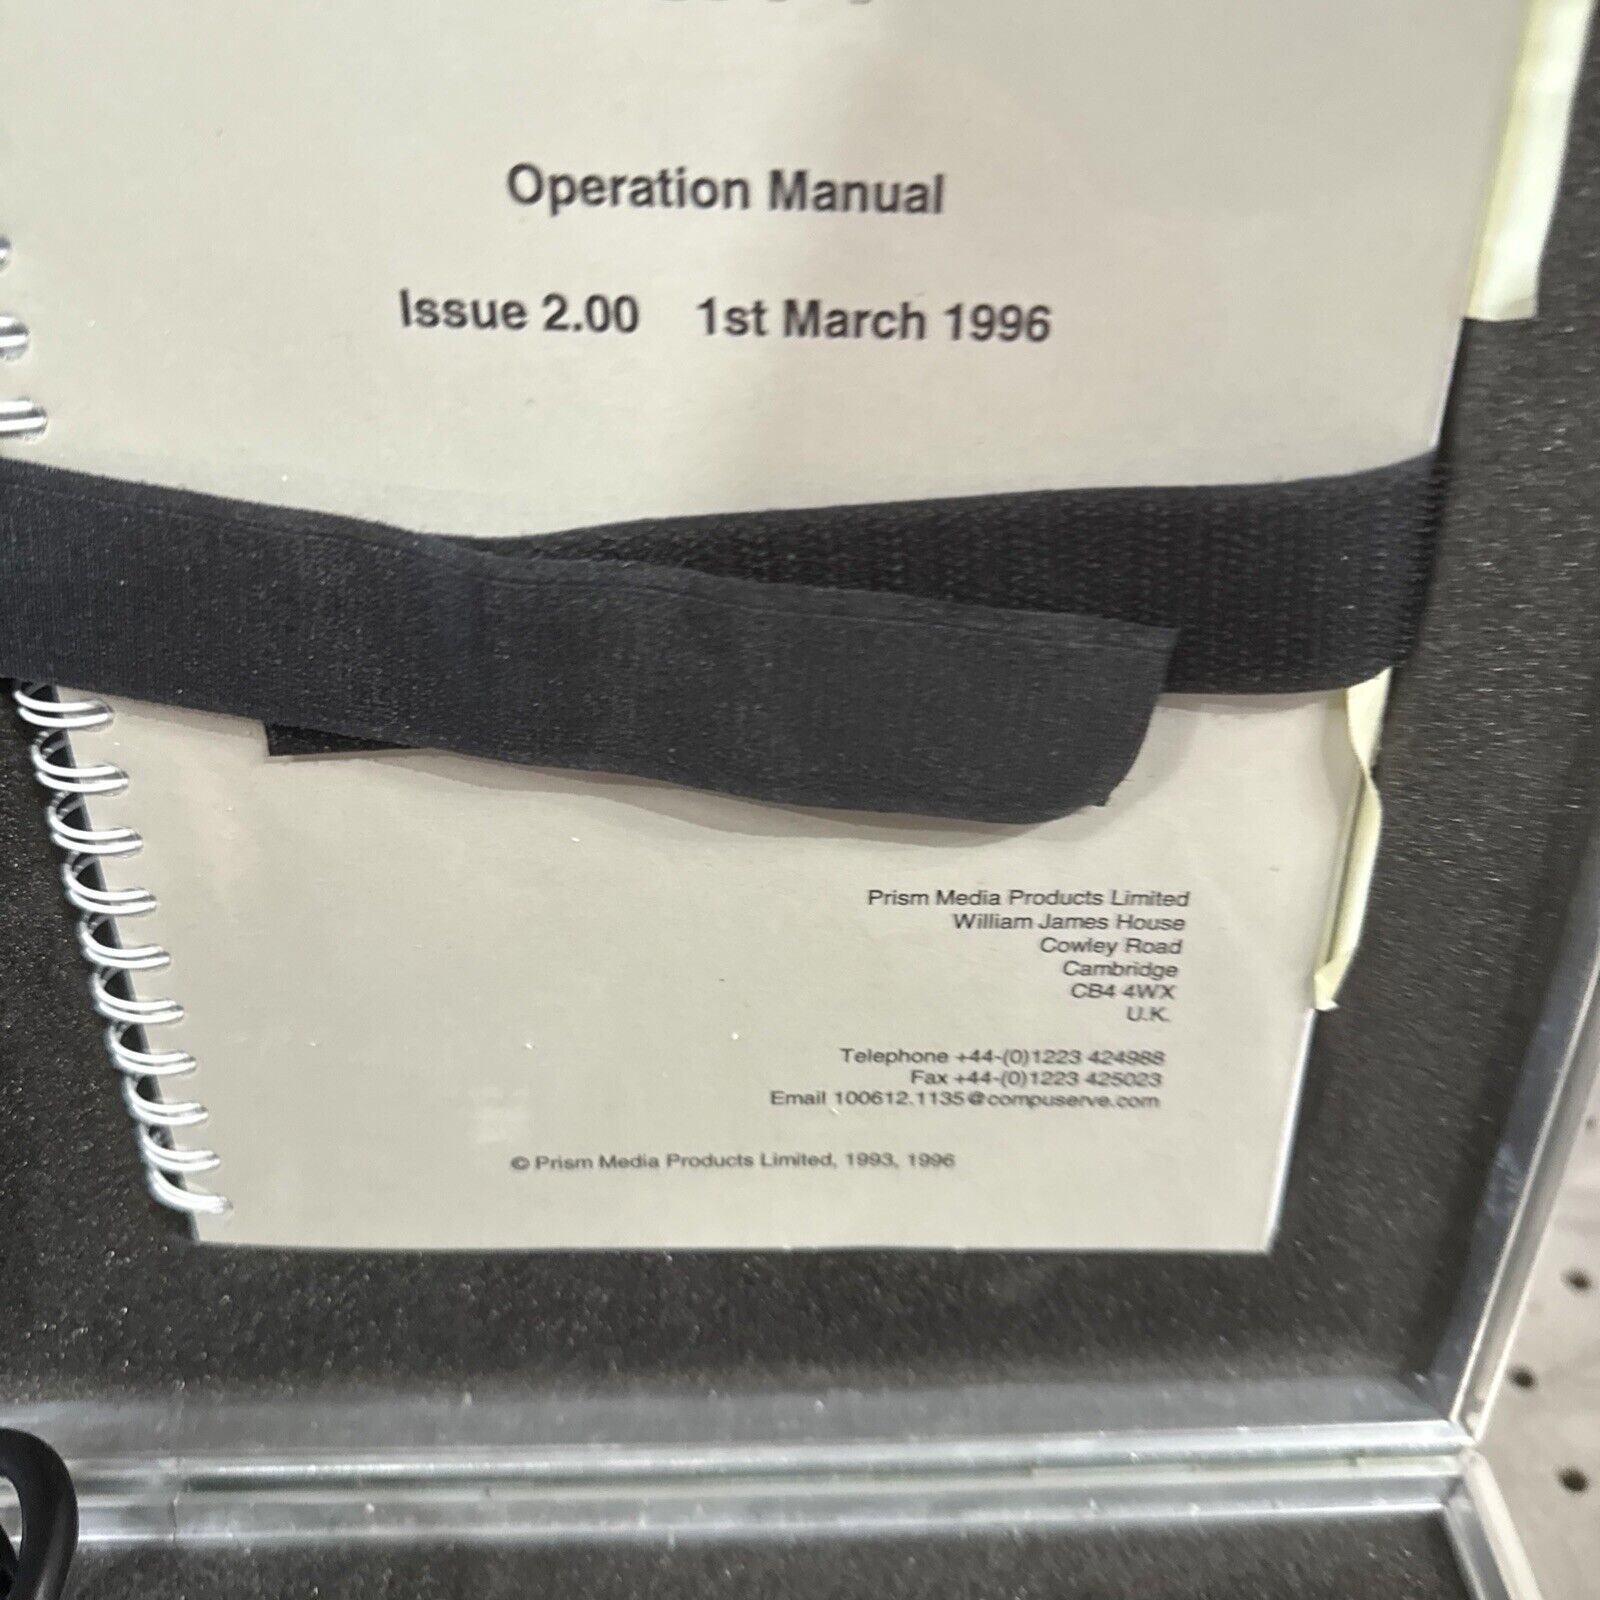 Operation Manual
Issue 2.00 1st March 1996
Prism Media Products Limited
William James House
Cowley Road
Cambridge
CB4 4WX
U.K.
Telephone +44-(0)1223 424988
Fax +44-(0)1223 425023
Email 100612.1135@compuserve.com
© Prism Media Products Limited, 1993, 1996